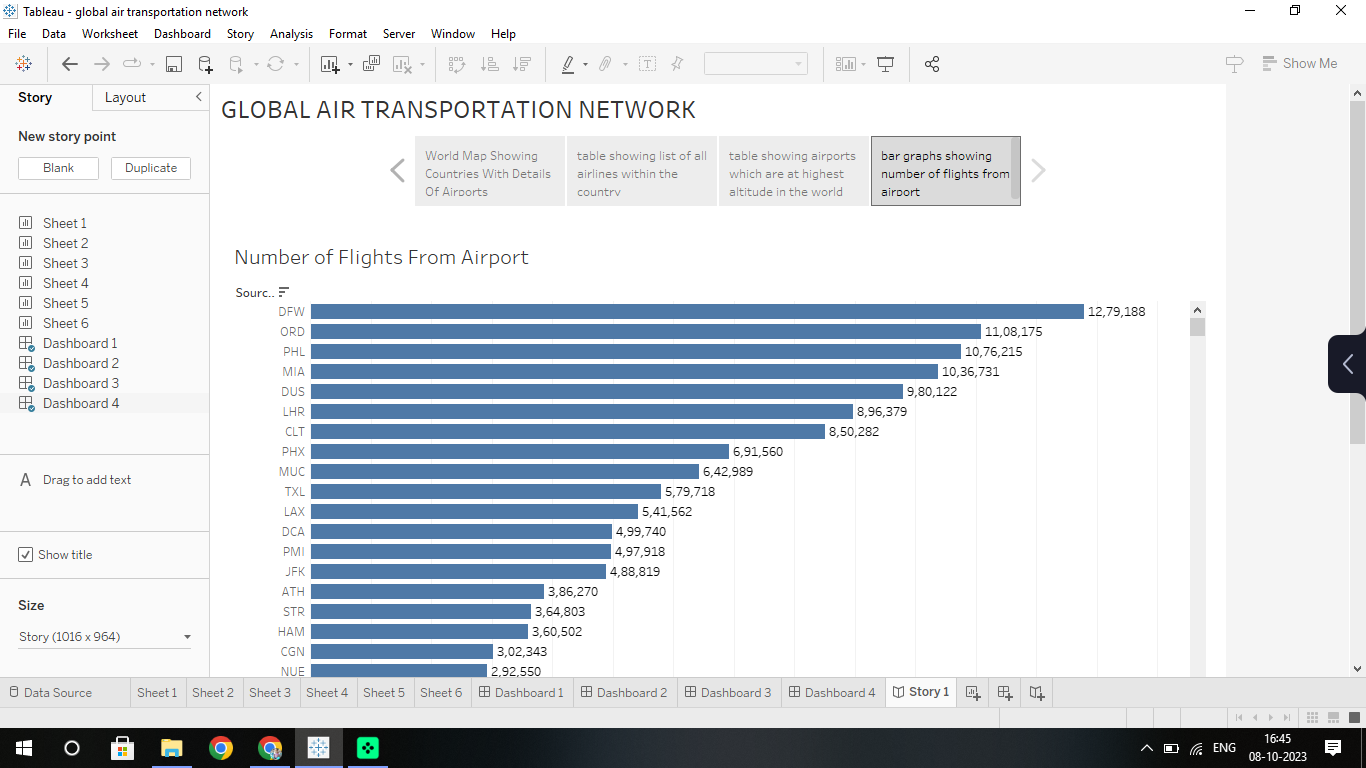 Tableau - global air transportation network
File Data Worksheet Dashboard Story Analysis Format Server Window Help
Show Me
Story Layout
New story point
Blank Duplicate
Sheet 1
Sheet 2
Sheet 3
Sheet 4
Sheet 5
Sheet 6
Dashboard 1
Dashboard 2
Dashboard 3
Dashboard 4
A Drag to add text
Show title
Size
Story (1016 x 964)
GLOBAL AIR TRANSPORTATION NETWORK
World Map Showing
Countries With Details
Of Airports
table showing list of all
airlines within the
country
table showing airports
which are at highest
altitude in the world
bar graphs showing
number of flights from
airport
Number of Flights From Airport
Sourc..
DFW 12,79,188
ORD 11,08,175
PHL 10,76,215
MIA 10,36,731
DUS 9,80,122
LHR 8,96,379
CLT 8,50,282
PHX 6,91,560
MUC 6,42,989
TXL 5,79,718
LAX 5,41,562
DCA 4,99,740
PMI 4,97,918
JFK 4,88,819
ATH 3,86,270
STR 3,64,803
HAM 3,60,502
CGN 3,02,343
NUE 2,92,550
Data Source Sheet 1 Sheet 2 Sheet 3 Sheet 4 Sheet 5 Sheet 6 Dashboard 1 Dashboard 2 Dashboard 3 Dashboard 4 Story 1
ENG
16:45
08-10-2023